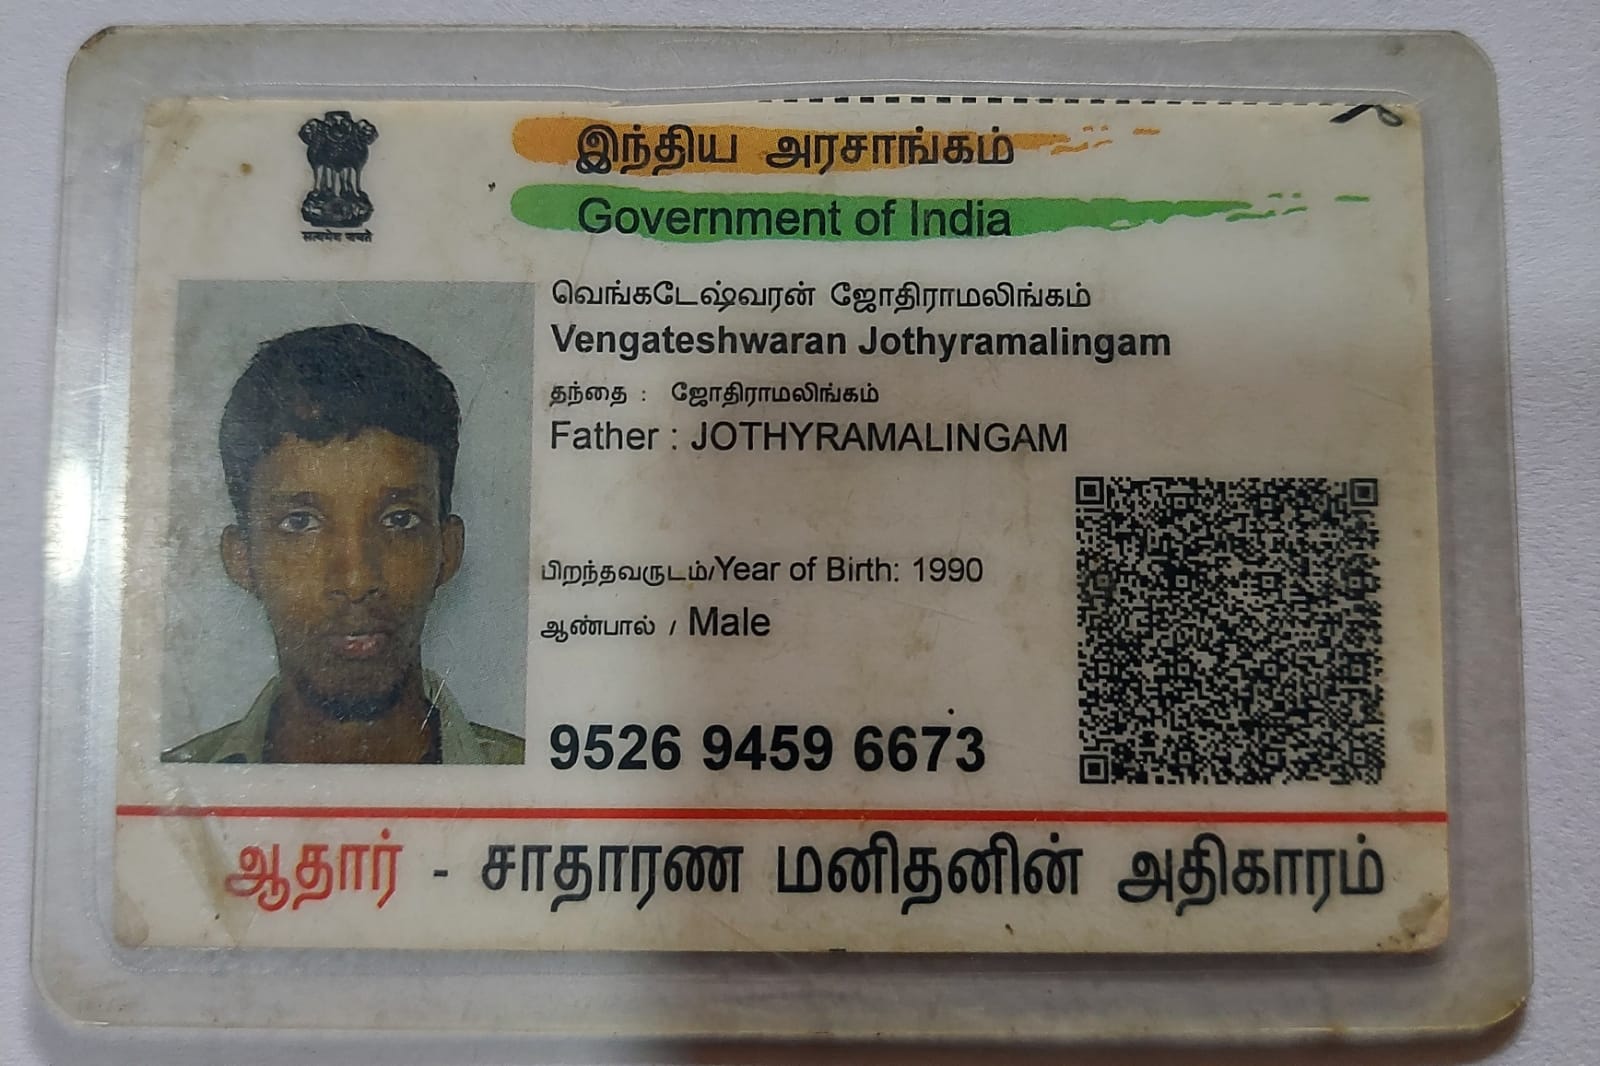 सत्यमेव जयते
இந்திய அரசாங்கம்
Government of India
வெங்கடேஷ்வரன் ஜோதிராமலிங்கம்
Vengateshwaran Jothyramalingam
தந்தை : ஜோதிராமலிங்கம்
Father : JOTHYRAMALINGAM
பிறந்தவருடம்/Year of Birth: 1990
ஆண்பால் / Male
9526 9459 6673
ஆதார் - சாதாரண மனிதனின் அதிகாரம்